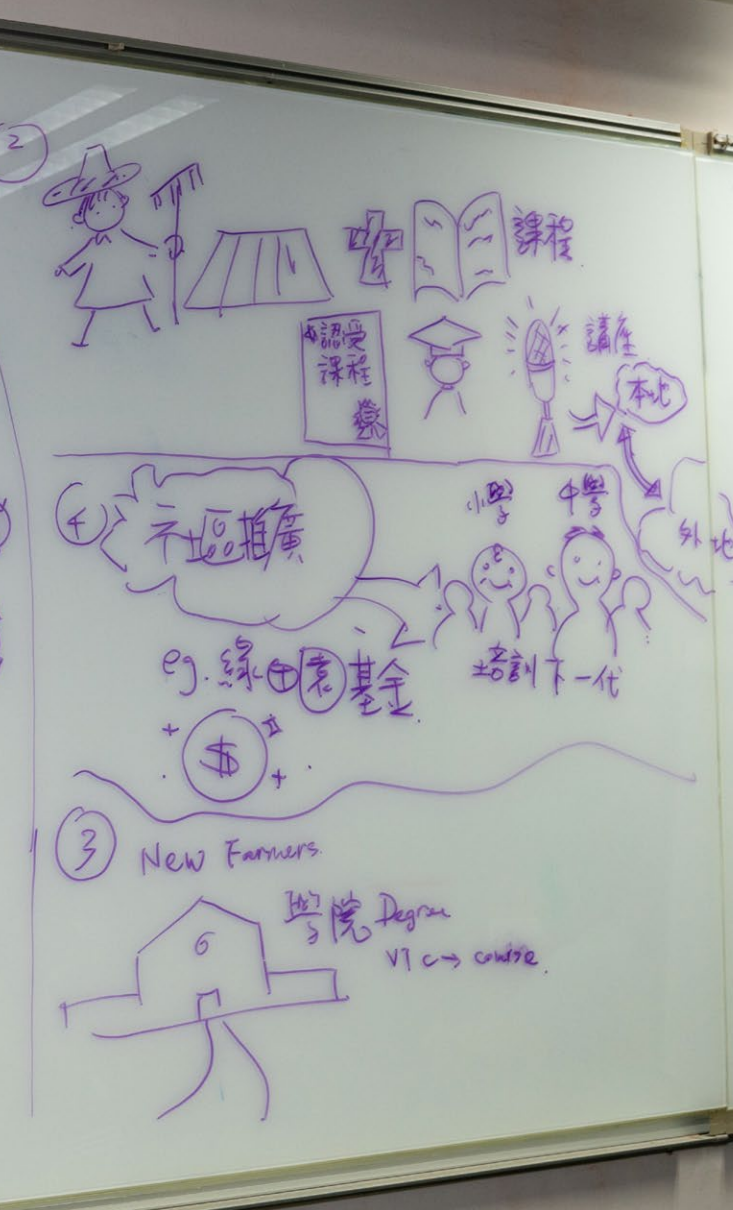 2
課程
認受
課程
講座
本地
外地
4
社區推廣
小學
中學
培訓下一代
eg. 綠田園基金
$
3
New Farmers
學院 Degree
VTC→ course.